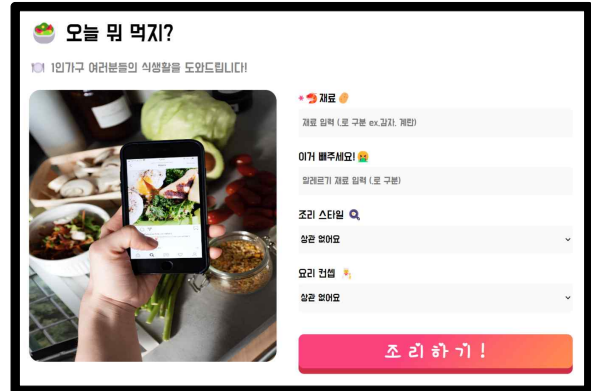 오늘 뭐 먹지?
1인가구 여러분들의 식생활을 도와드립니다!
* 재료
재료 입력 (,로 구분 ex.감자, 계란)
이거 빼주세요!
알레르기 재료 입력 (,로 구분)
조리 스타일
상관 없어요
요리 컨셉
상관 없어요
조리하기!